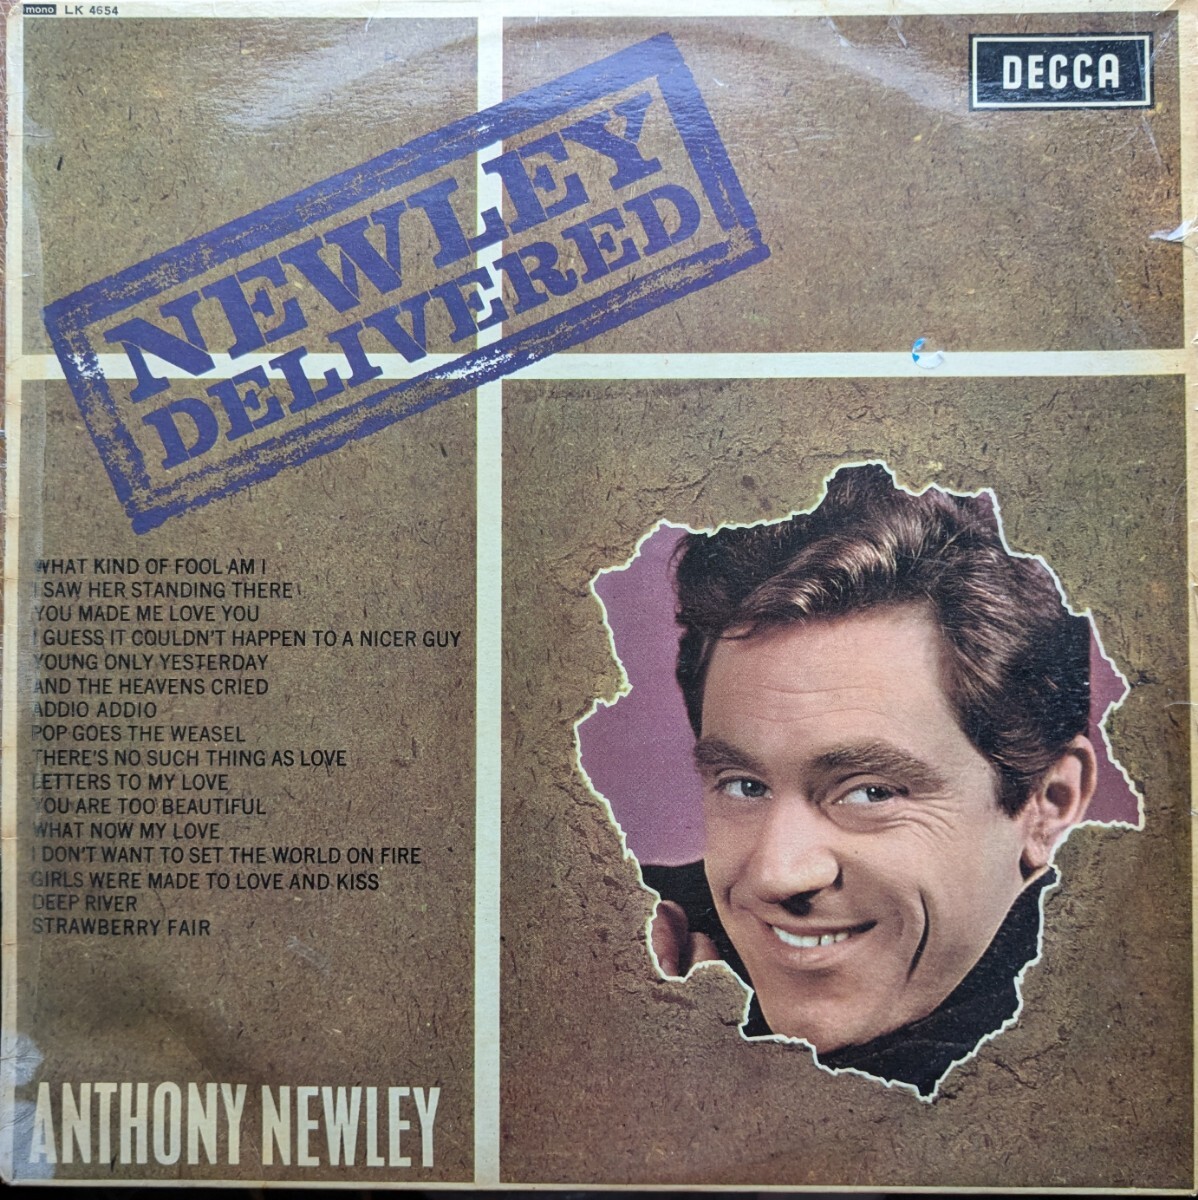 mono LK 4654
DECCA
NEWLEY
DELIVERED
WHAT KIND OF FOOL AM I
I SAW HER STANDING THERE
YOU MADE ME LOVE YOU
I GUESS IT COULDN'T HAPPEN TO A NICER GUY
YOUNG ONLY YESTERDAY
AND THE HEAVENS CRIED
ADDIO ADDIO
POP GOES THE WEASEL
THERE'S NO SUCH THING AS LOVE
LETTERS TO MY LOVE
YOU ARE TOO BEAUTIFUL
WHAT NOW MY LOVE
I DON'T WANT TO SET THE WORLD ON FIRE
GIRLS WERE MADE TO LOVE AND KISS
DEEP RIVER
STRAWBERRY FAIR
ANTHONY NEWLEY